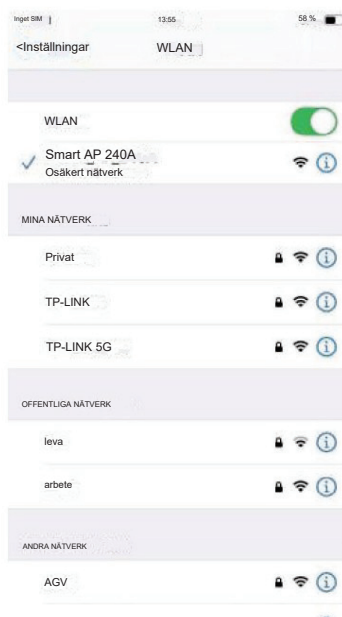 Inget SIM 13:55 58 %
<Inställningar WLAN
WLAN
Smart AP 240A
Osäkert nätverk
MINA NÄTVERK
Privat
TP-LINK
TP-LINK 5G
OFFENTLIGA NÄTVERK
leva
arbete
ANDRA NÄTVERK
AGV